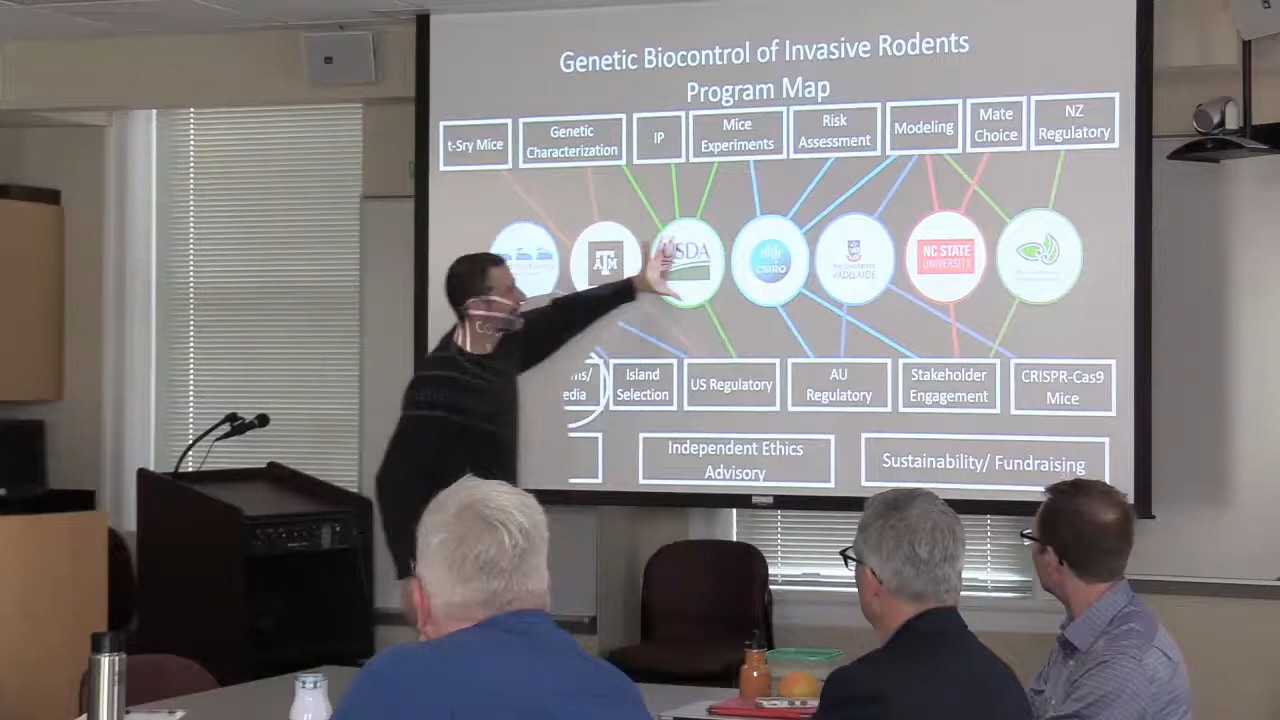 Genetic Biocontrol of Invasive Rodents
Program Map
t-Sry Mice
Genetic
Characterization
IP
Mice
Experiments
Risk
Assessment
Modeling
Mate
Choice
NZ
Regulatory
ATM
USDA
CSIRO
ADELAIDE
NC STATE
UNIVERSITY
Island
Selection
US Regulatory
AU
Regulatory
Stakeholder
Engagement
CRISPR-Cas9
Mice
Independent Ethics
Advisory
Sustainability/ Fundraising